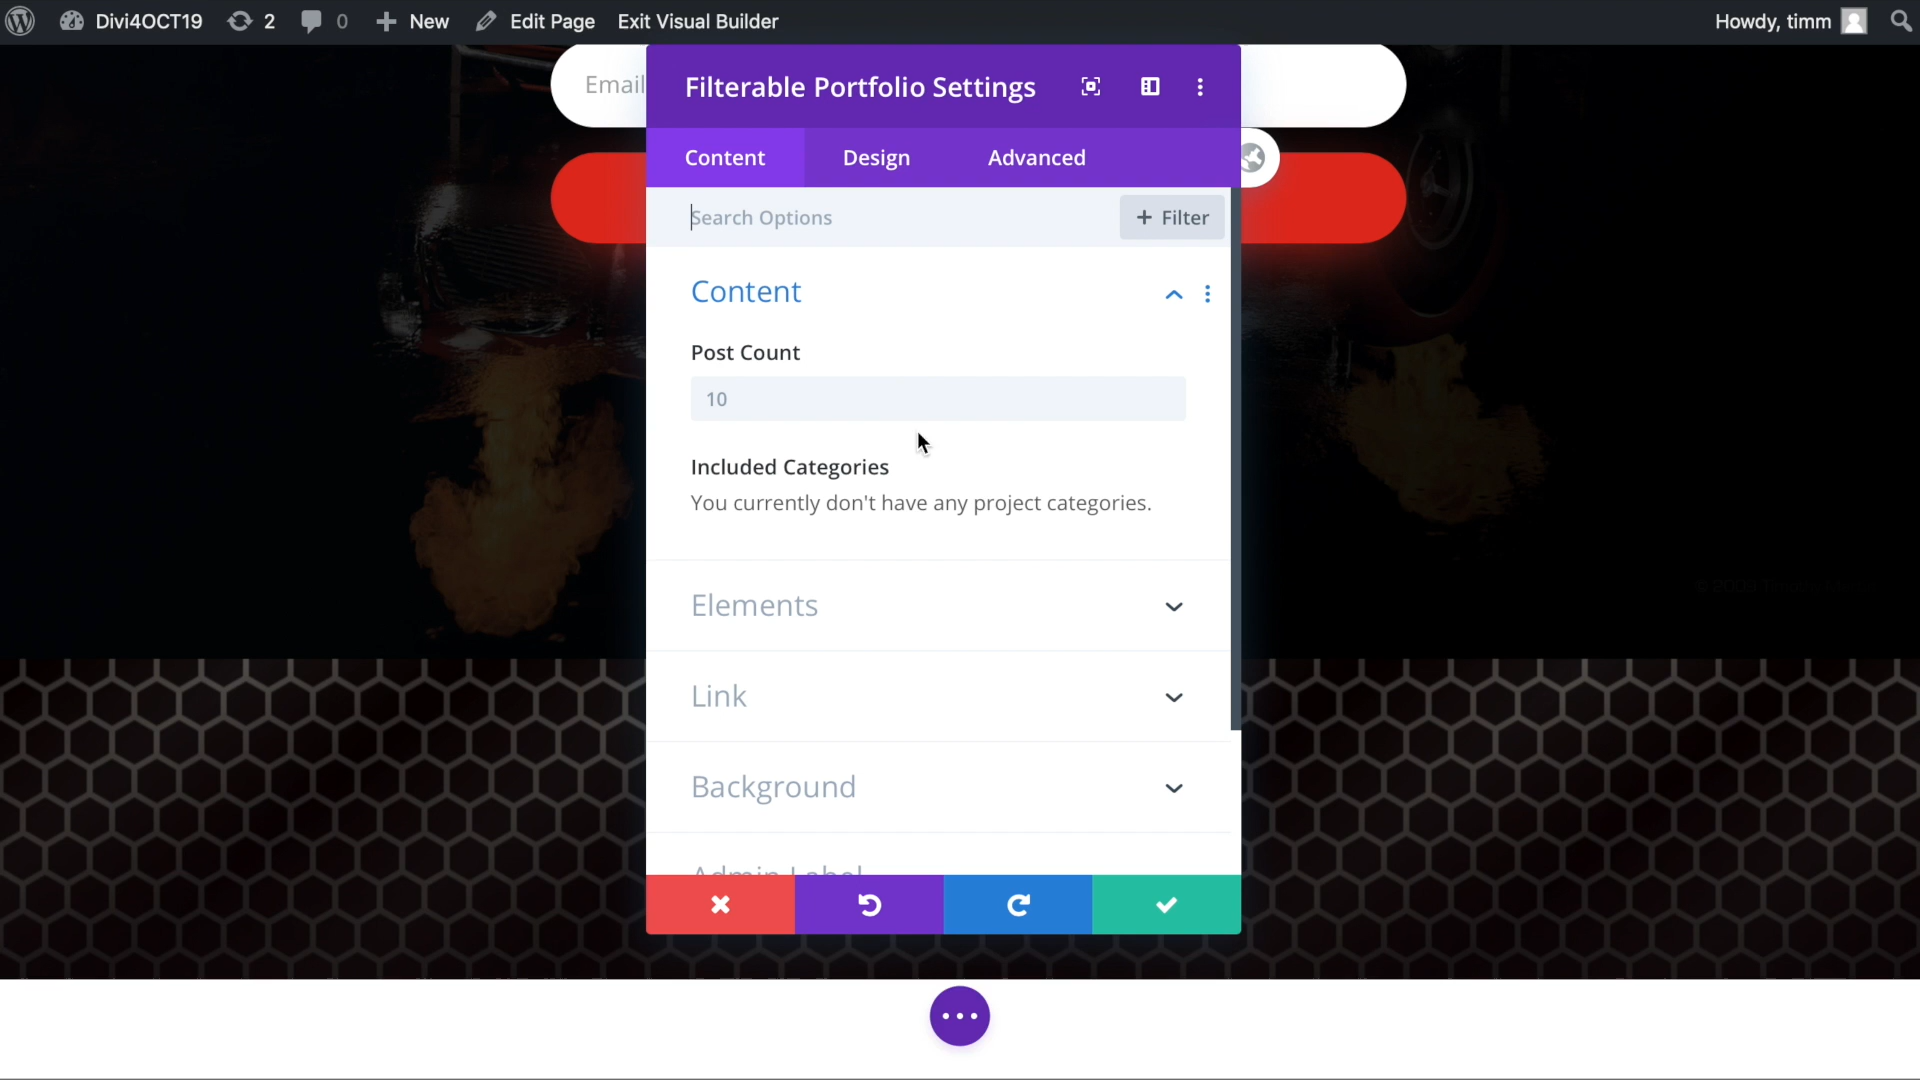 Divi4OCT19 2 0 New Edit Page Exit Visual Builder Howdy, timm
Email
Filterable Portfolio Settings
Content Design Advanced
Search Options + Filter
Content
Post Count
10
Included Categories
You currently don't have any project categories.
Elements
Link
Background
Admin Label